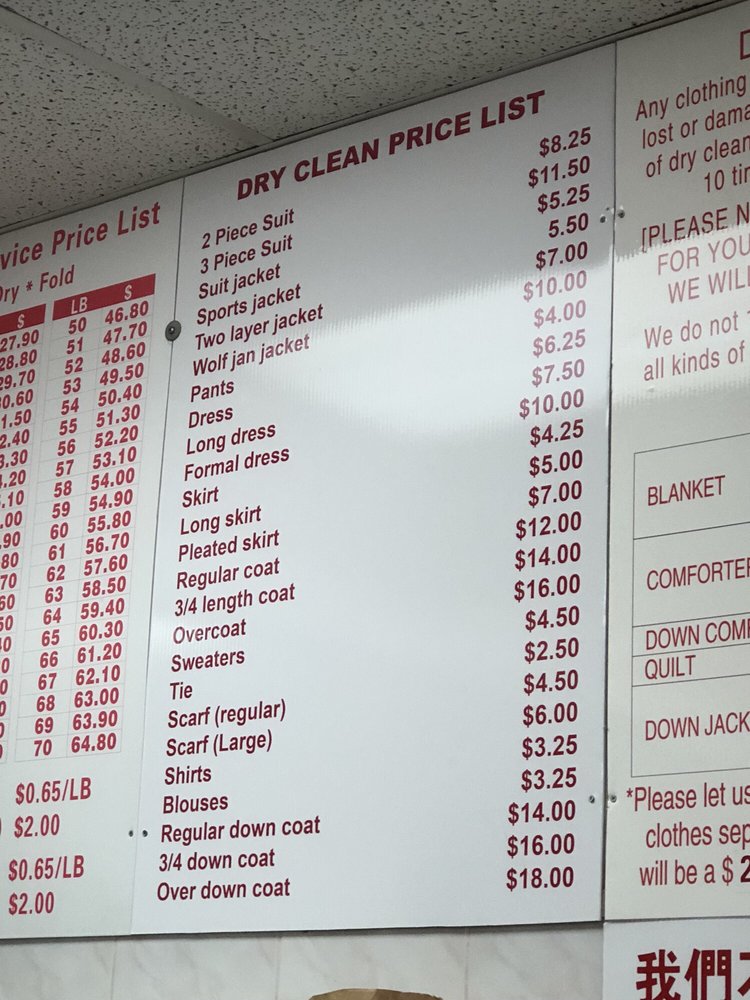 vice Price List
Dry * Fold
$ LB $
27.90 50 46.80
28.80 51 47.70
29.70 52 48.60
53 49.50
54 50.40
55 51.30
56 52.20
57 53.10
58 54.00
59 54.90
60 55.80
61 56.70
62 57.60
63 58.50
64 59.40
65 60.30
66 61.20
67 62.10
68 63.00
69 63.90
70 64.80
$0.65/LB
$2.00
$0.65/LB
$2.00
DRY CLEAN PRICE LIST
2 Piece Suit $8.25
3 Piece Suit $11.50
Suit jacket $5.25
Sports jacket 5.50
Two layer jacket $7.00
Wolf jan jacket $10.00
Pants $4.00
Dress $6.25
Long dress $7.50
Formal dress $10.00
Skirt $4.25
Long skirt $5.00
Pleated skirt $7.00
Regular coat $12.00
3/4 length coat $14.00
Overcoat $16.00
Sweaters $4.50
Tie $2.50
Scarf (regular) $4.50
Scarf (Large) $6.00
Shirts $3.25
Blouses $3.25
Regular down coat $14.00
3/4 down coat $16.00
Over down coat $18.00
Any clothing
lost or dama
of dry clean
10 tim
[PLEASE N
FOR YOU
WE WILL
We do not
all kinds of
BLANKET
COMFORTER
DOWN COMF
QUILT
DOWN JACK
*Please let us
clothes sep
will be a $ 2
我們